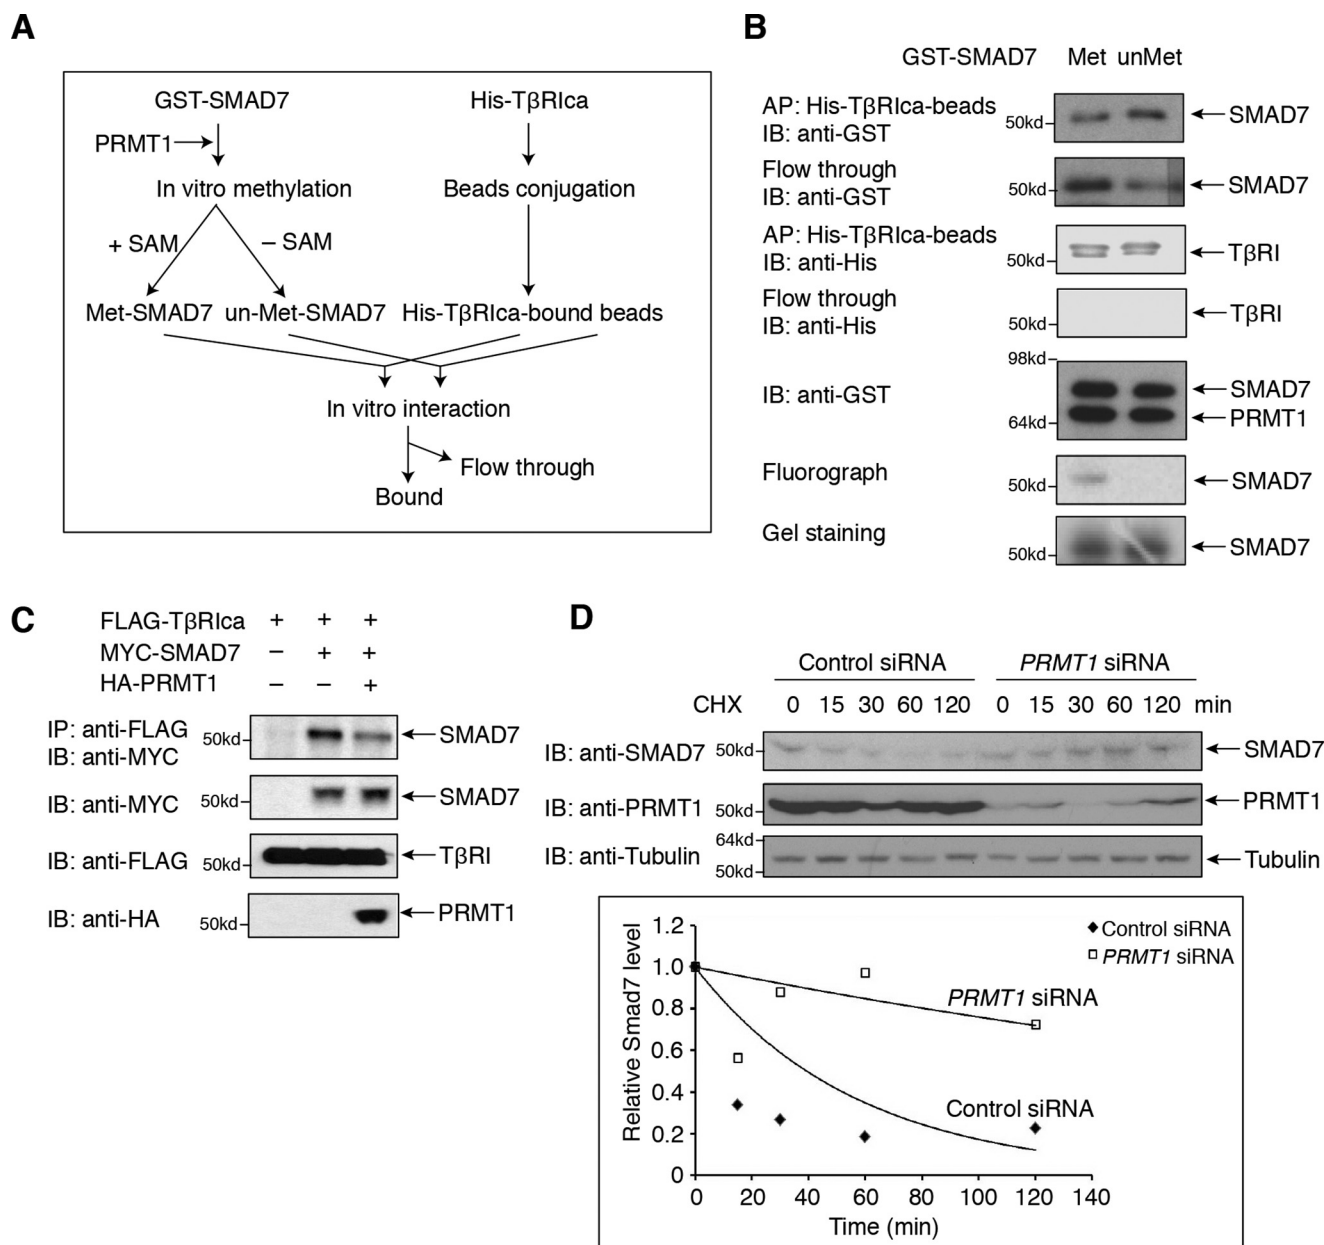 A
GST-SMAD7
His-TβRIca
PRMT1
In vitro methylation
Beads conjugation
+ SAM
– SAM
Met-SMAD7
un-Met-SMAD7
His-TβRIca-bound beads
In vitro interaction
Flow through
Bound
B
GST-SMAD7 Met unMet
AP: His-TβRIca-beads
IB: anti-GST
50kd
SMAD7
Flow through
IB: anti-GST
50kd
SMAD7
AP: His-TβRIca-beads
IB: anti-His
50kd
TβRI
Flow through
IB: anti-His
50kd
TβRI
98kd
IB: anti-GST
SMAD7
64kd
PRMT1
Fluorograph
50kd
SMAD7
Gel staining
50kd
SMAD7
C
FLAG-TβRIca + + +
MYC-SMAD7 – + +
HA-PRMT1 – – +
IP: anti-FLAG
IB: anti-MYC
50kd
SMAD7
IB: anti-MYC
50kd
SMAD7
IB: anti-FLAG
50kd
TβRI
IB: anti-HA
50kd
PRMT1
D
Control siRNA
PRMT1 siRNA
CHX 0 15 30 60 120 0 15 30 60 120 min
IB: anti-SMAD7
50kd
SMAD7
IB: anti-PRMT1
50kd
PRMT1
64kd
IB: anti-Tubulin
50kd
Tubulin
Relative Smad7 level
1.2
1.0
0.8
0.6
0.4
0.2
0
Control siRNA
PRMT1 siRNA
PRMT1 siRNA
Control siRNA
0 20 40 60 80 100 120 140
Time (min)